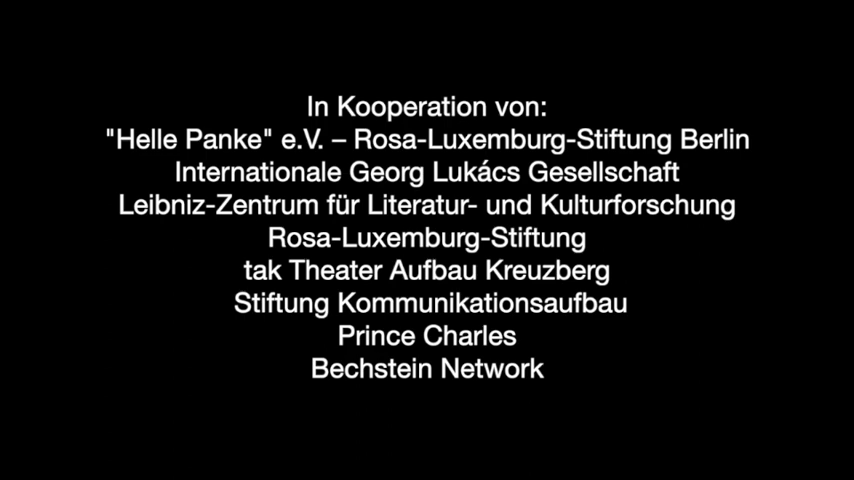 In Kooperation von:
"Helle Panke" e.V. – Rosa-Luxemburg-Stiftung Berlin
Internationale Georg Lukács Gesellschaft
Leibniz-Zentrum für Literatur- und Kulturforschung
Rosa-Luxemburg-Stiftung
tak Theater Aufbau Kreuzberg
Stiftung Kommunikationsaufbau
Prince Charles
Bechstein Network